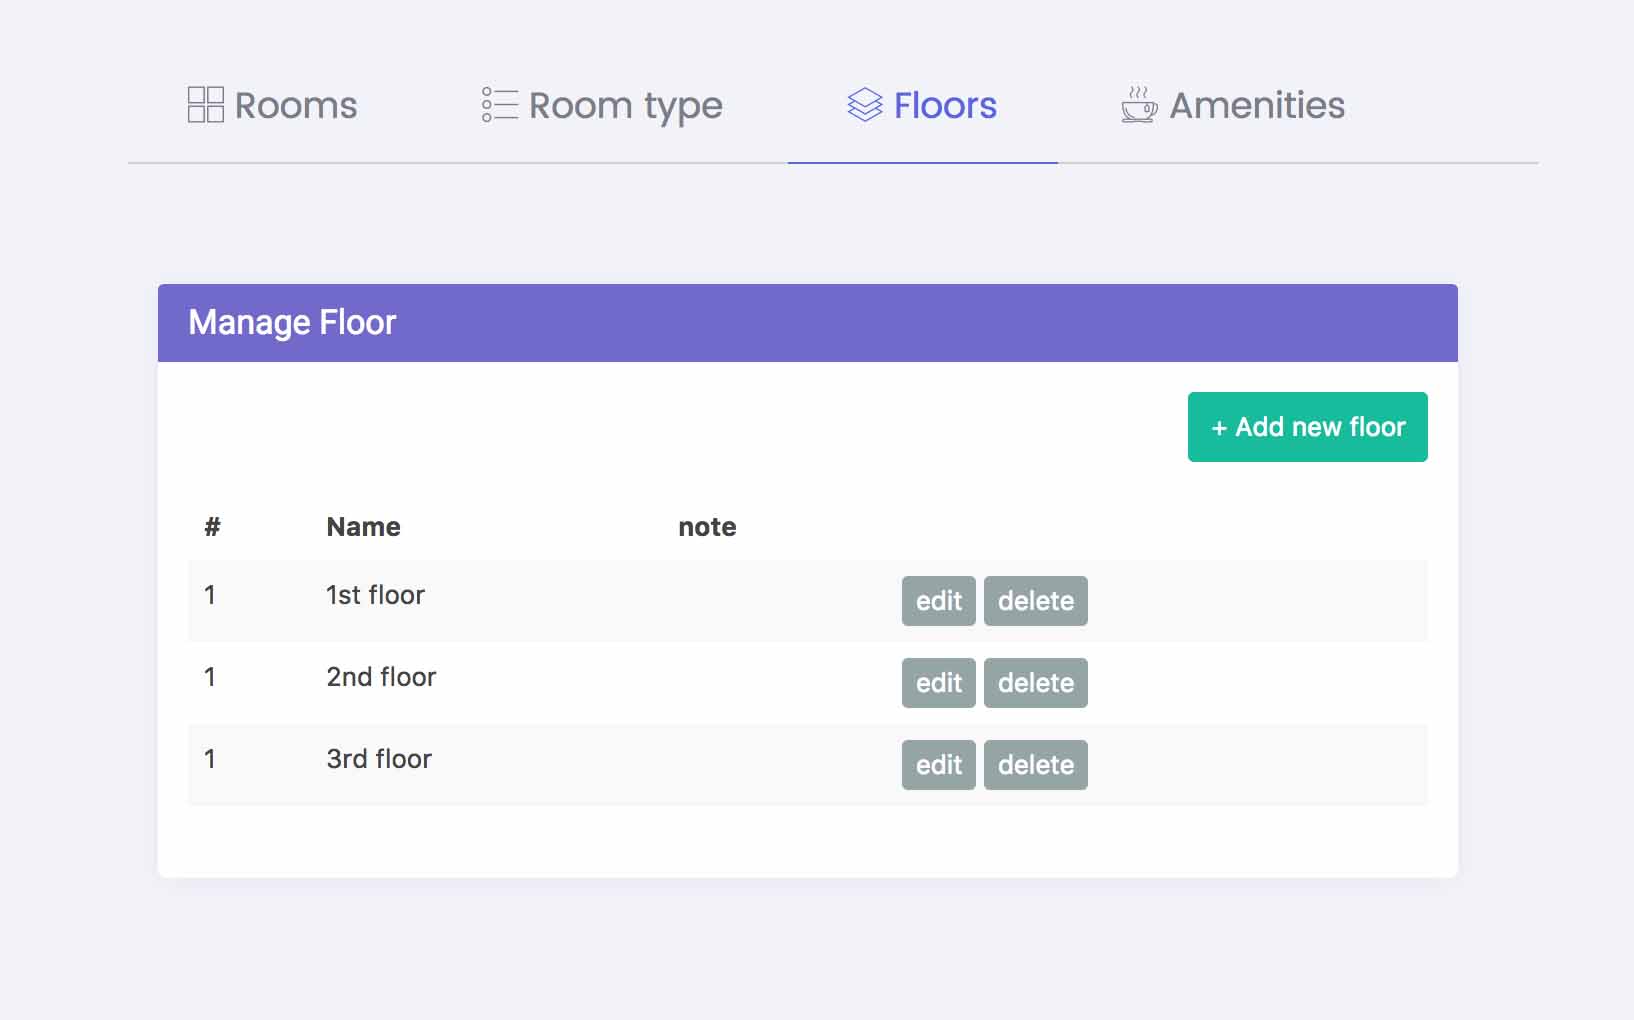 Rooms Room type Floors Amenities
Manage Floor
+ Add new floor
# Name note
1 1st floor edit delete
1 2nd floor edit delete
1 3rd floor edit delete